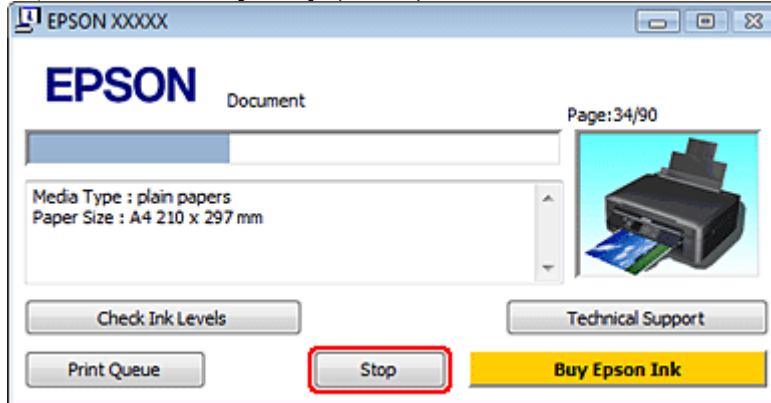 EPSON XXXXX
EPSON
Document
Page:34/90
Media Type : plain papers
Paper Size : A4 210 x 297 mm
Check Ink Levels
Technical Support
Print Queue
Stop
Buy Epson Ink